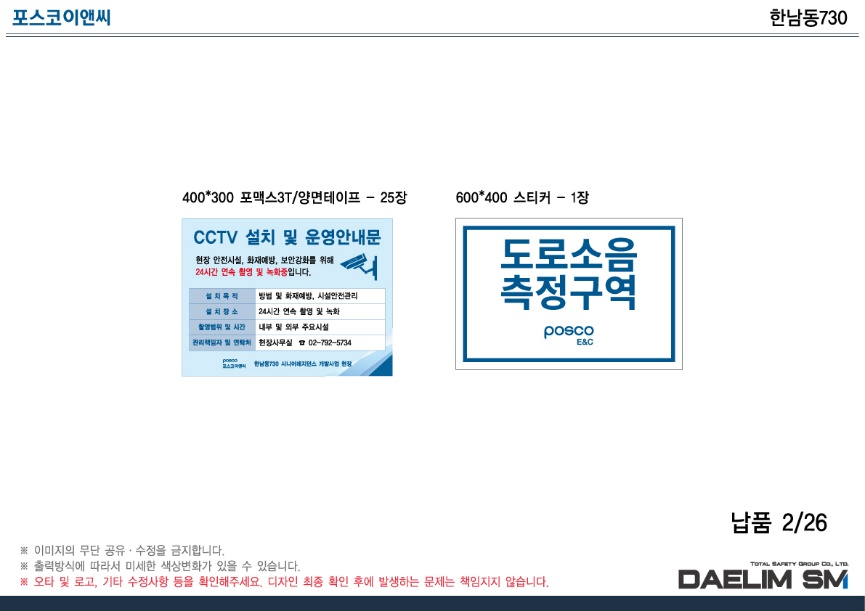 포스코이앤씨
한남동730
400*300 포맥스3T/양면테이프 - 25장
600*400 스티커 - 1장
CCTV 설치 및 운영안내문
현장 안전시설, 화재예방, 보안강화를 위해
24시간 연속 촬영 및 녹화중입니다.
설 치 목 적 방범 및 화재예방, 시설안전관리
설 치 장 소 24시간 연속 촬영 및 녹화
촬영범위 및 시간 내부 및 외부 주요시설
관리책임자 및 연락처 현장사무실 ☎ 02-792-5734
posco
포스코이앤씨
한남동730 시니어레지던스 개발사업 현장
도로소음
측정구역
posco
E&C
납품 2/26
※ 이미지의 무단 공유·수정을 금지합니다.
※ 출력방식에 따라서 미세한 색상변화가 있을 수 있습니다.
※ 오타 및 로고, 기타 수정사항 등을 확인해주세요. 디자인 최종 확인 후에 발생하는 문제는 책임지지 않습니다.
TOTAL SAFETY GROUP CO., LTD.
DAELIM SM